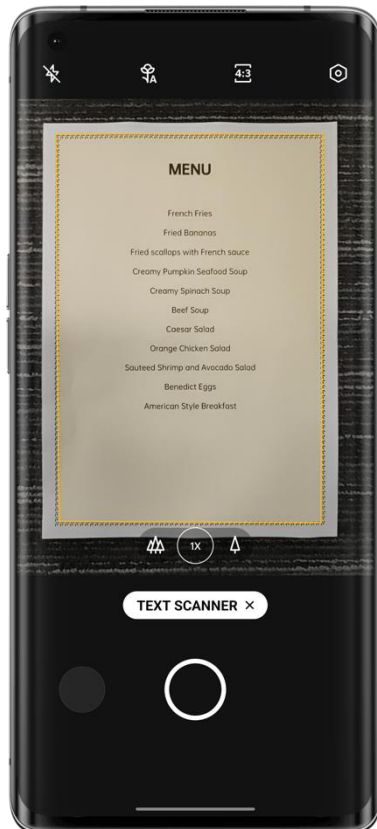 A
4:3
MENU
French Fries
Fried Bananas
Fried scallops with French sauce
Creamy Pumpkin Seafood Soup
Creamy Spinach Soup
Beef Soup
Caesar Salad
Orange Chicken Salad
Sauteed Shrimp and Avocado Salad
Benedict Eggs
American Style Breakfast
1X
TEXT SCANNER ×